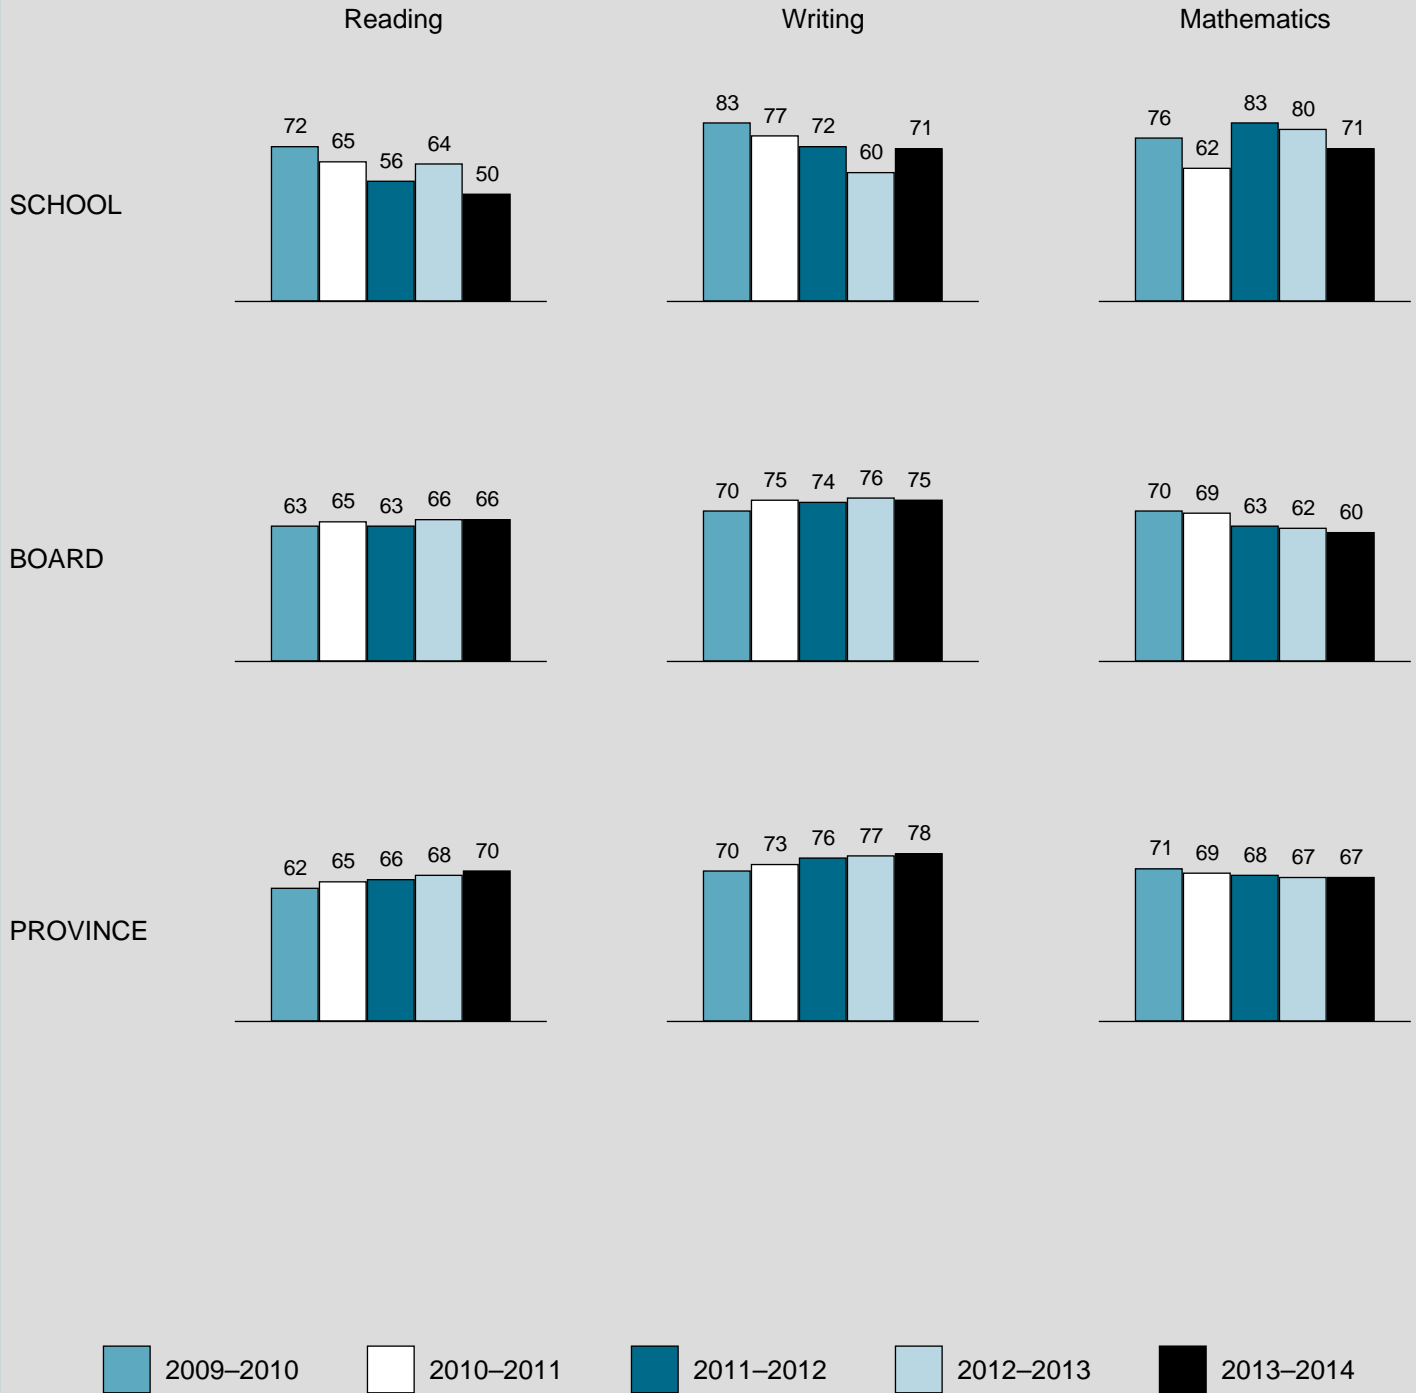 Reading Writing Mathematics
SCHOOL
72 65 56 64 50
83 77 72 60 71
76 62 83 80 71
BOARD
63 65 63 66 66
70 75 74 76 75
70 69 63 62 60
PROVINCE
62 65 66 68 70
70 73 76 77 78
71 69 68 67 67
2009–2010 2010–2011 2011–2012 2012–2013 2013–2014